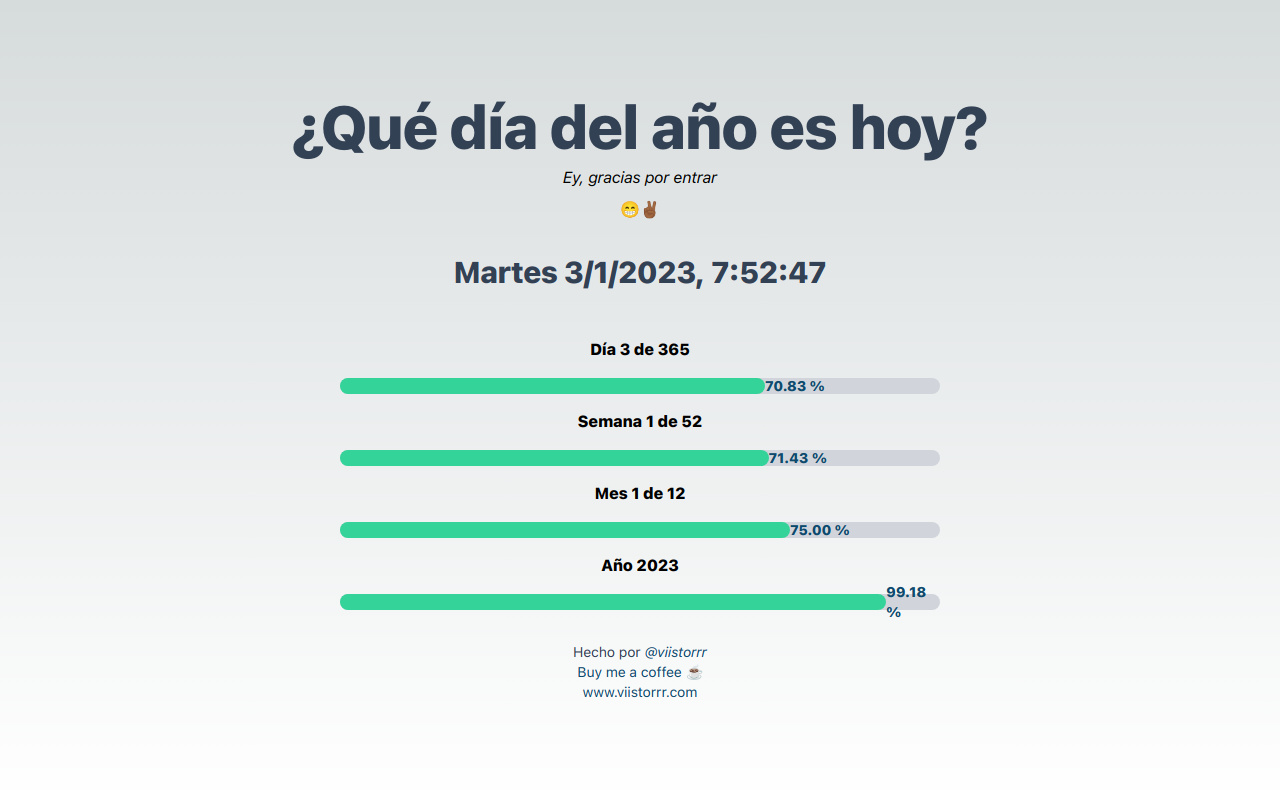 ¿Qué día del año es hoy?
Ey, gracias por entrar
😁✌🏾
Martes 3/1/2023, 7:52:47
Día 3 de 365
70.83 %
Semana 1 de 52
71.43 %
Mes 1 de 12
75.00 %
Año 2023
99.18
%
Hecho por @viistorrr
Buy me a coffee ☕
www.viistorrr.com